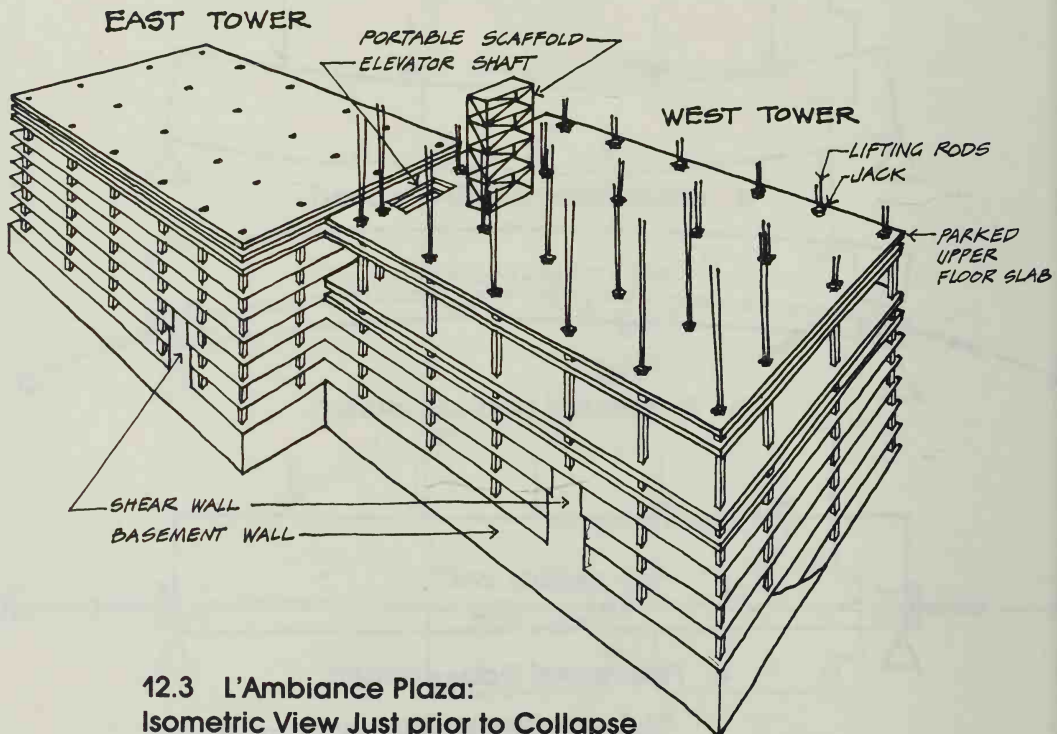 EAST TOWER
PORTABLE SCAFFOLD
ELEVATOR SHAFT
WEST TOWER
LIFTING RODS
JACK
PARKED
UPPER
FLOOR SLAB
SHEAR WALL
BASEMENT WALL
12.3 L'Ambiance Plaza:
Isometric View Just prior to Collapse